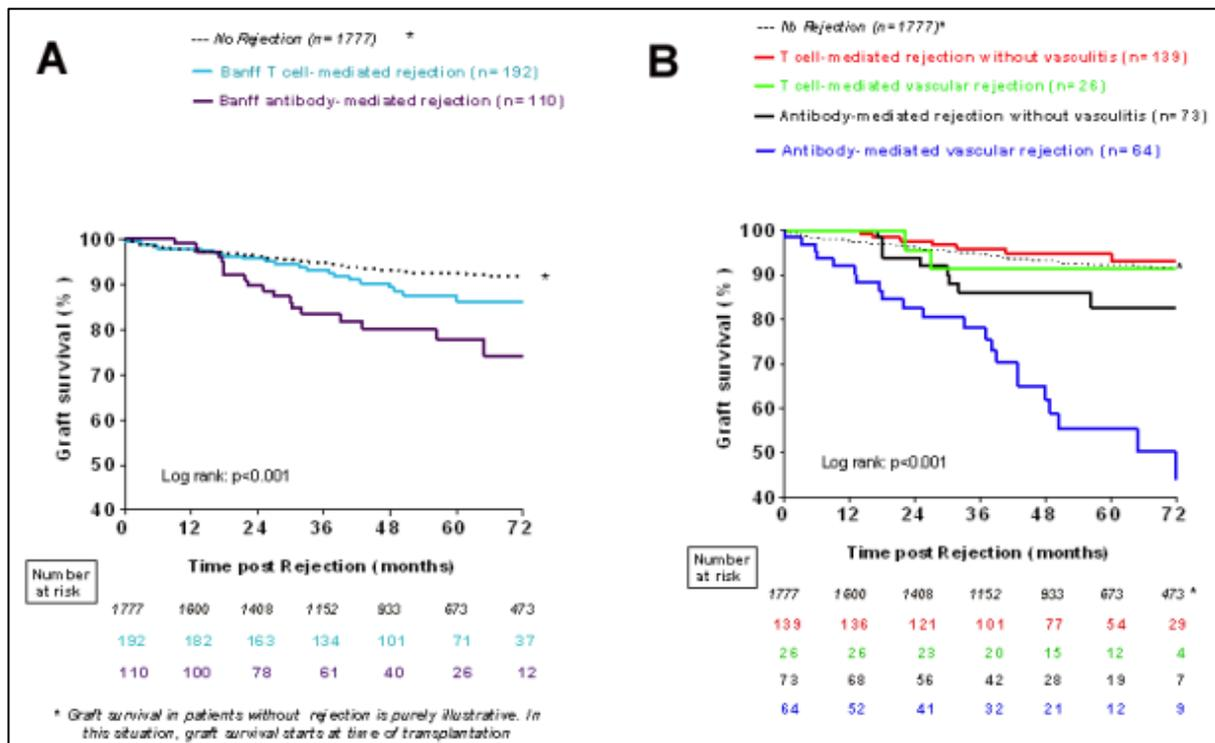 A
--- No Rejection (n=1777) *
Banff T cell-mediated rejection (n= 192)
Banff antibody- mediated rejection (n= 110)
100
90
80
70
60
50
40
Graft survival (%)
*
Log rank: p<0.001
0 12 24 36 48 60 72
Time post Rejection (months)
Number
at risk
1777 1600 1408 1152 933 673 473
192 182 163 134 101 71 37
110 100 78 61 40 26 12
* Graft survival in patients without rejection is purely illustrative. In
this situation, graft survival starts at time of transplantation
B
--- No Rejection (n=1777)*
T cell-mediated rejection without vasculitis (n= 139)
T cell-mediated vascular rejection (n= 26)
Antibody-mediated rejection without vasculitis (n= 73)
Antibody- mediated vascular rejection (n= 64)
100
90
80
70
60
50
40
Graft survival (%)
*
Log rank: p<0.001
0 12 24 36 48 60 72
Time post Rejection (months)
Number
at risk
1777 1600 1408 1152 933 673 473 *
139 136 121 101 77 54 29
26 26 23 20 15 12 4
73 68 56 42 28 19 7
64 52 41 32 21 12 9